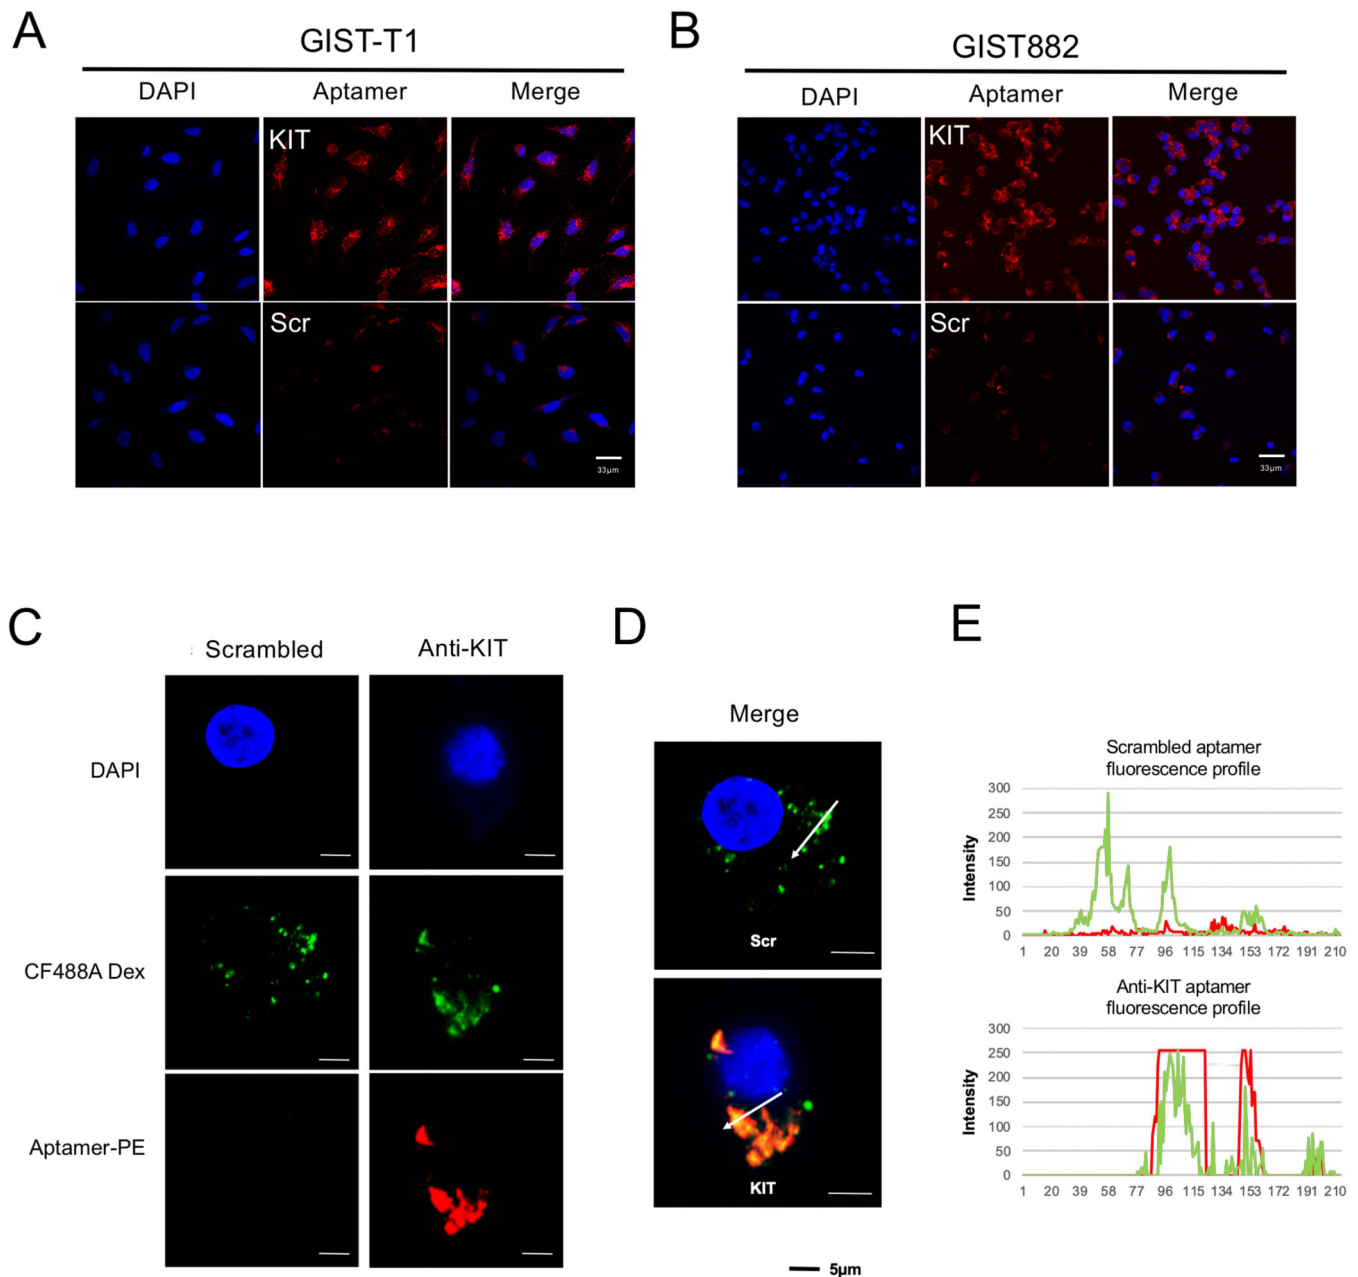 A
GIST-T1
DAPI Aptamer Merge
KIT
Scr
33µm
B
GIST882
DAPI Aptamer Merge
KIT
Scr
33µm
C
: Scrambled Anti-KIT
DAPI
CF488A Dex
Aptamer-PE
D
Merge
Scr
KIT
5µm
E
Scrambled aptamer
fluorescence profile
Intensity
300
250
200
150
100
50
0
1 20 39 58 77 96 115 134 153 172 191 210
Anti-KIT aptamer
fluorescence profile
Intensity
300
250
200
150
100
50
0
1 20 39 58 77 96 115 134 153 172 191 210